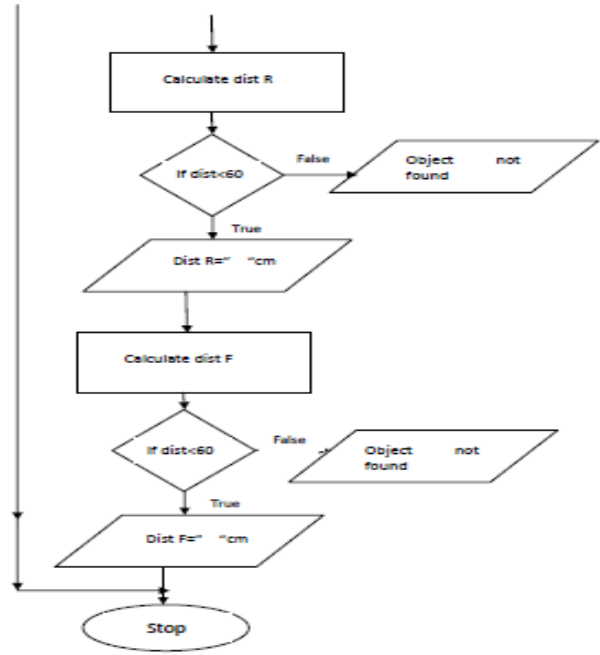 Calculate dist R
If dist<60
False
Object not
found
True
Dist R=" "cm
Calculate dist F
If dist<60
False
Object not
found
True
Dist F=" "cm
Stop